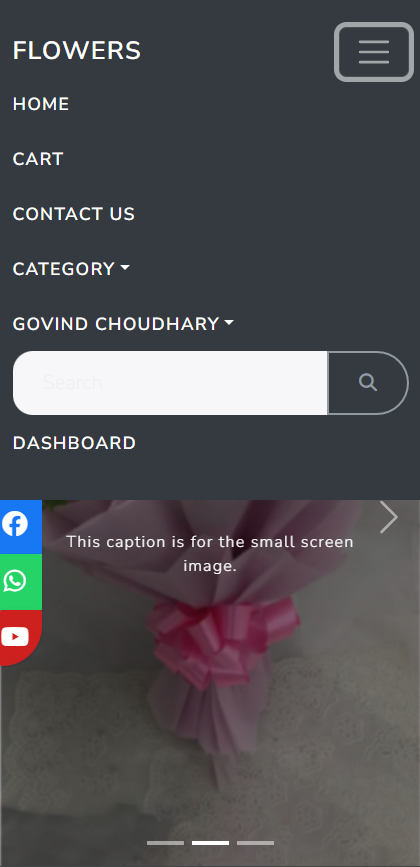 FLOWERS
HOME
CART
CONTACT US
CATEGORY
GOVIND CHOUDHARY
Search
DASHBOARD
This caption is for the small screen
image.